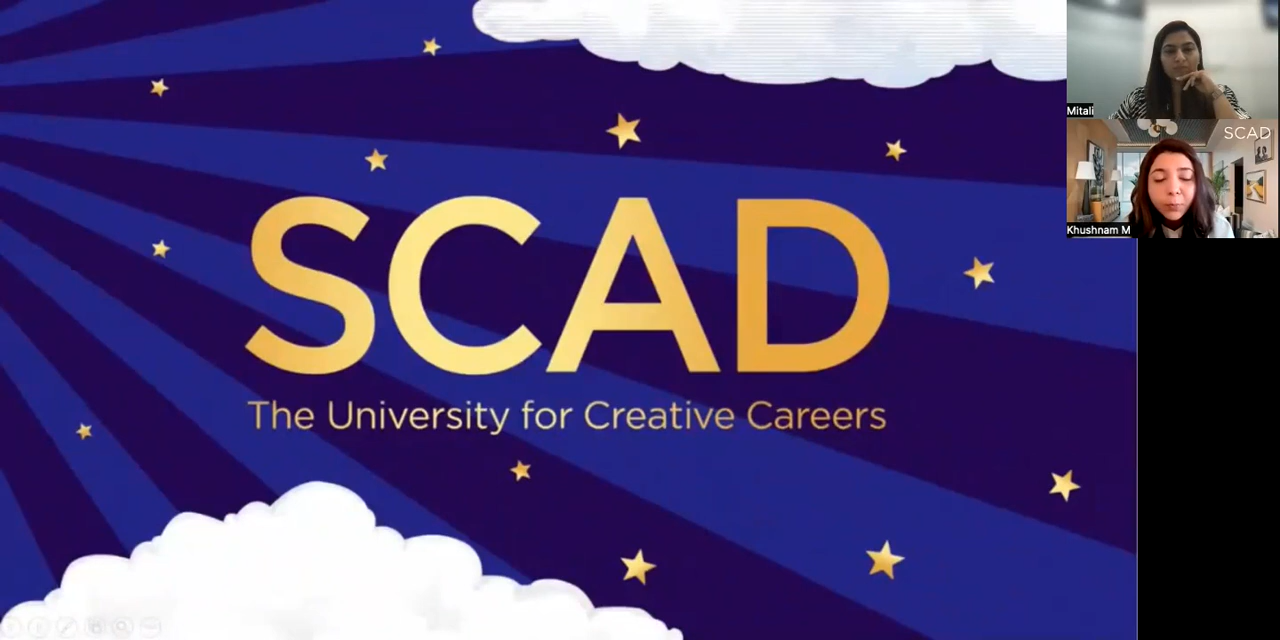 SCAD
The University for Creative Careers
Mitali
SCAD
Khushnam M